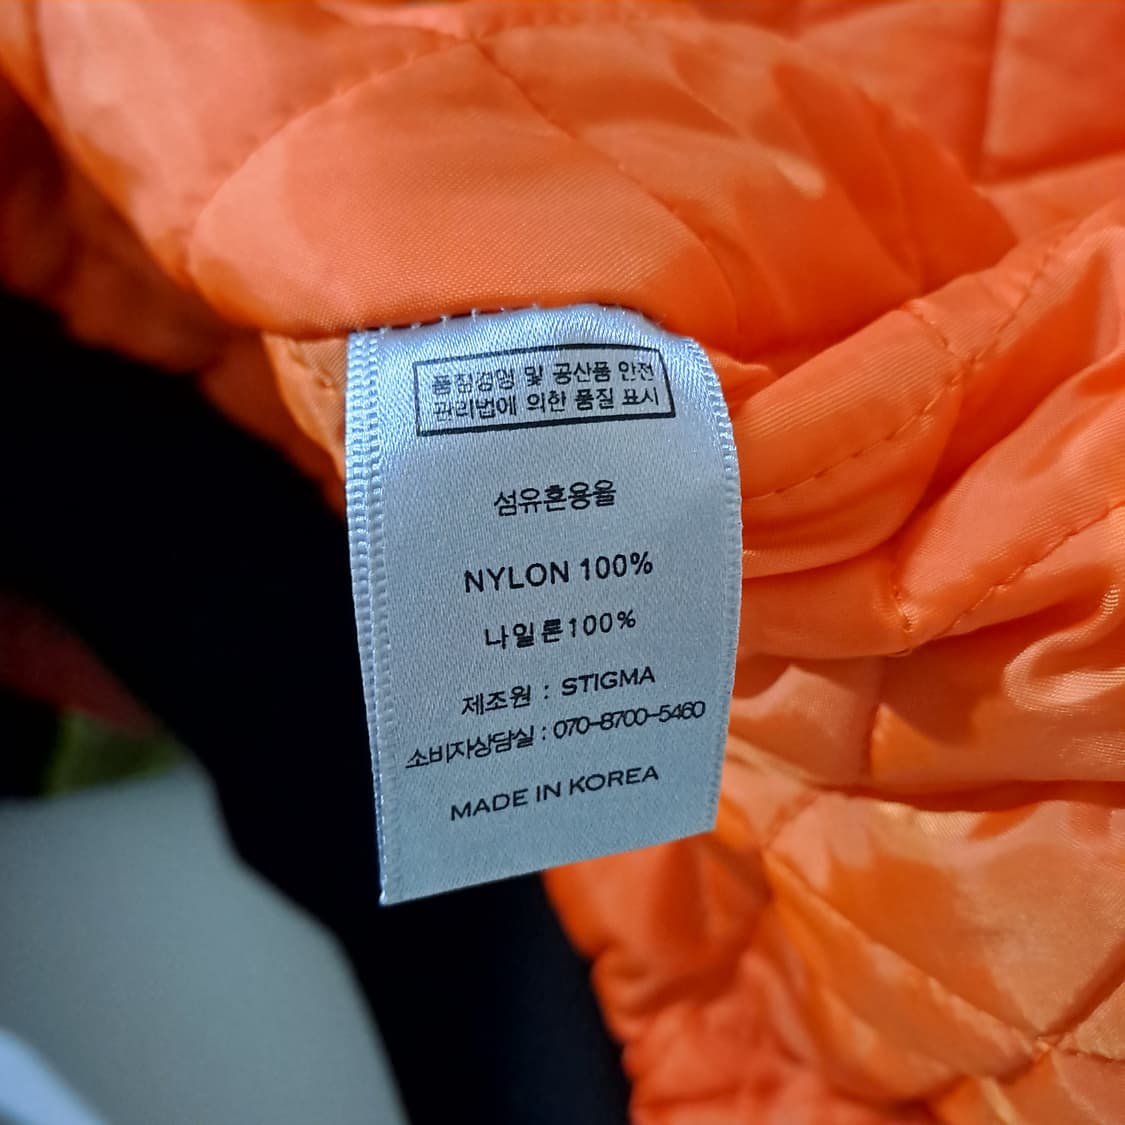 품질경영 및 공산품 안전
관리법에 의한 품질 표시
섬유혼용율
NYLON 100%
나일론100%
제조원 : STIGMA
소비자상담실 : 070-8700-5460
MADE IN KOREA